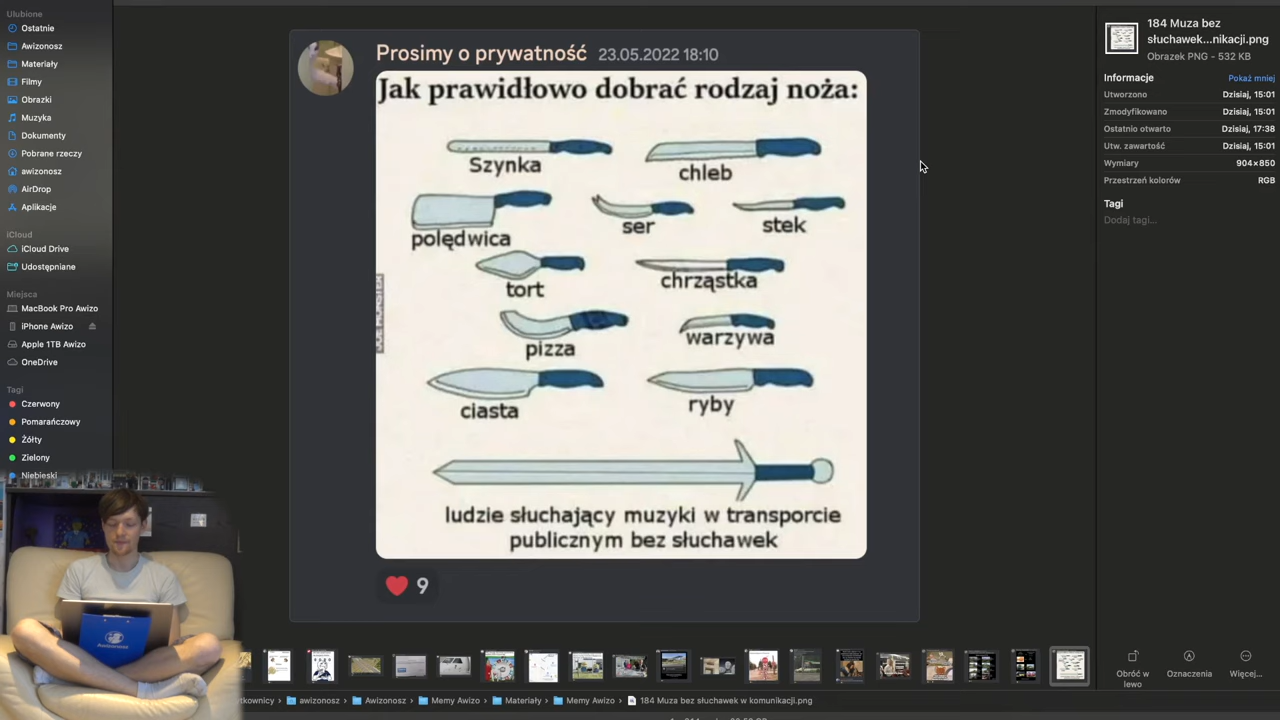 Ulubione
Ostatnie
Awizonosz
Materiały
Filmy
Obrazki
Muzyka
Dokumenty
Pobrane rzeczy
awizonosz
AirDrop
Aplikacje
iCloud
iCloud Drive
Udostępniane
Miejsca
MacBook Pro Awizo
iPhone Awizo
Apple 1TB Awizo
OneDrive
Tagi
Czerwony
Pomarańczowy
Żółty
Zielony
Niebieski
Prosimy o prywatność 23.05.2022 18:10
Jak prawidłowo dobrać rodzaj noża:
Szynka
chleb
polędwica
ser
stek
tort
chrząstka
pizza
warzywa
ciasta
ryby
ludzie słuchający muzyki w transporcie
publicznym bez słuchawek
9
184 Muza bez
słuchawek...nikacji.png
Obrazek PNG - 532 KB
Informacje Pokaż mniej
Utworzono Dzisiaj, 15:01
Zmodyfikowano Dzisiaj, 15:01
Ostatnio otwarto Dzisiaj, 17:38
Utw. zawartość Dzisiaj, 15:01
Wymiary 904×850
Przestrzeń kolorów RGB
Tagi
Dodaj tagi...
Obróć w
lewo
Oznaczenia
Więcej...
awizonosz › Awizonosz › Memy Awizo › Materiały › Memy Awizo › 184 Muza bez słuchawek w komunikacji.png